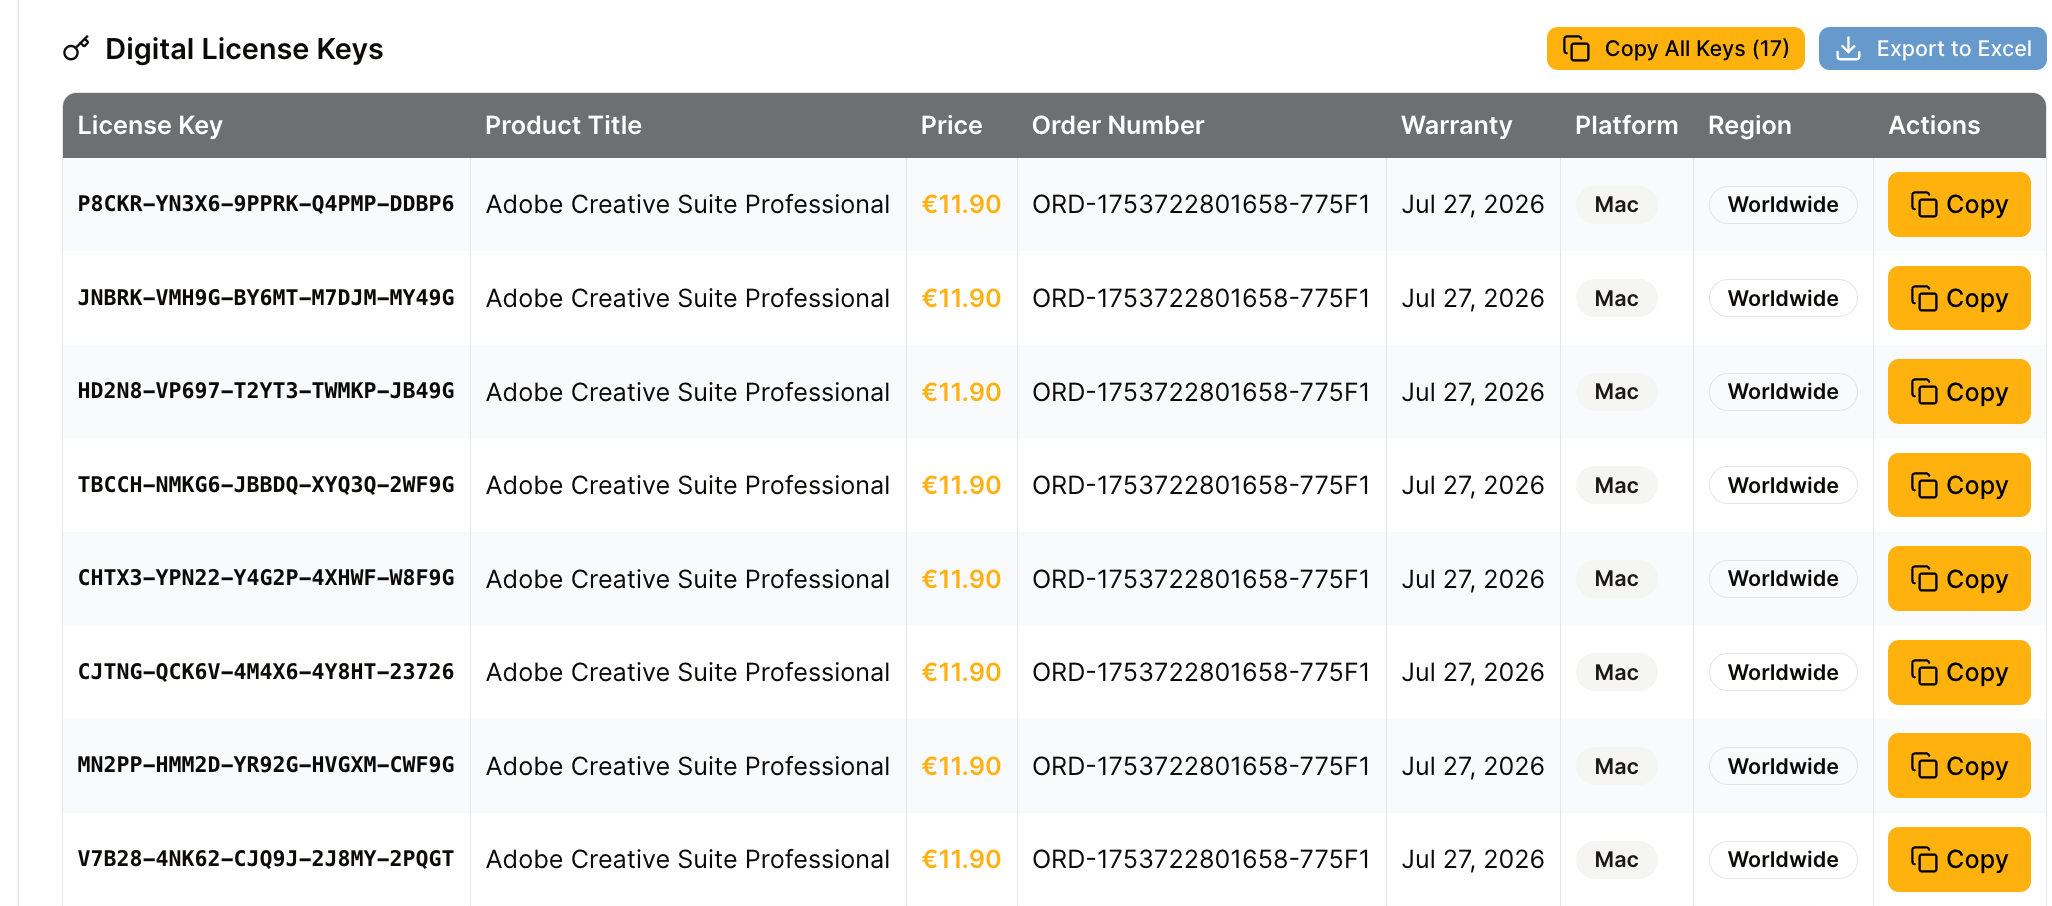 Digital License Keys
Copy All Keys (17)
Export to Excel
License Key Product Title Price Order Number Warranty Platform Region Actions
P8CKR-YN3X6-9PPRK-Q4PMP-DDBP6 Adobe Creative Suite Professional €11.90 ORD-1753722801658-775F1 Jul 27, 2026 Mac Worldwide Copy
JNBRK-VMH9G-BY6MT-M7DJM-MY49G Adobe Creative Suite Professional €11.90 ORD-1753722801658-775F1 Jul 27, 2026 Mac Worldwide Copy
HD2N8-VP697-T2YT3-TWMKP-JB49G Adobe Creative Suite Professional €11.90 ORD-1753722801658-775F1 Jul 27, 2026 Mac Worldwide Copy
TBCCH-NMKG6-JBBDQ-XYQ3Q-2WF9G Adobe Creative Suite Professional €11.90 ORD-1753722801658-775F1 Jul 27, 2026 Mac Worldwide Copy
CHTX3-YPN22-Y4G2P-4XHWF-W8F9G Adobe Creative Suite Professional €11.90 ORD-1753722801658-775F1 Jul 27, 2026 Mac Worldwide Copy
CJTNG-QCK6V-4M4X6-4Y8HT-23726 Adobe Creative Suite Professional €11.90 ORD-1753722801658-775F1 Jul 27, 2026 Mac Worldwide Copy
MN2PP-HMM2D-YR92G-HVGXM-CWF9G Adobe Creative Suite Professional €11.90 ORD-1753722801658-775F1 Jul 27, 2026 Mac Worldwide Copy
V7B28-4NK62-CJQ9J-2J8MY-2PQGT Adobe Creative Suite Professional €11.90 ORD-1753722801658-775F1 Jul 27, 2026 Mac Worldwide Copy